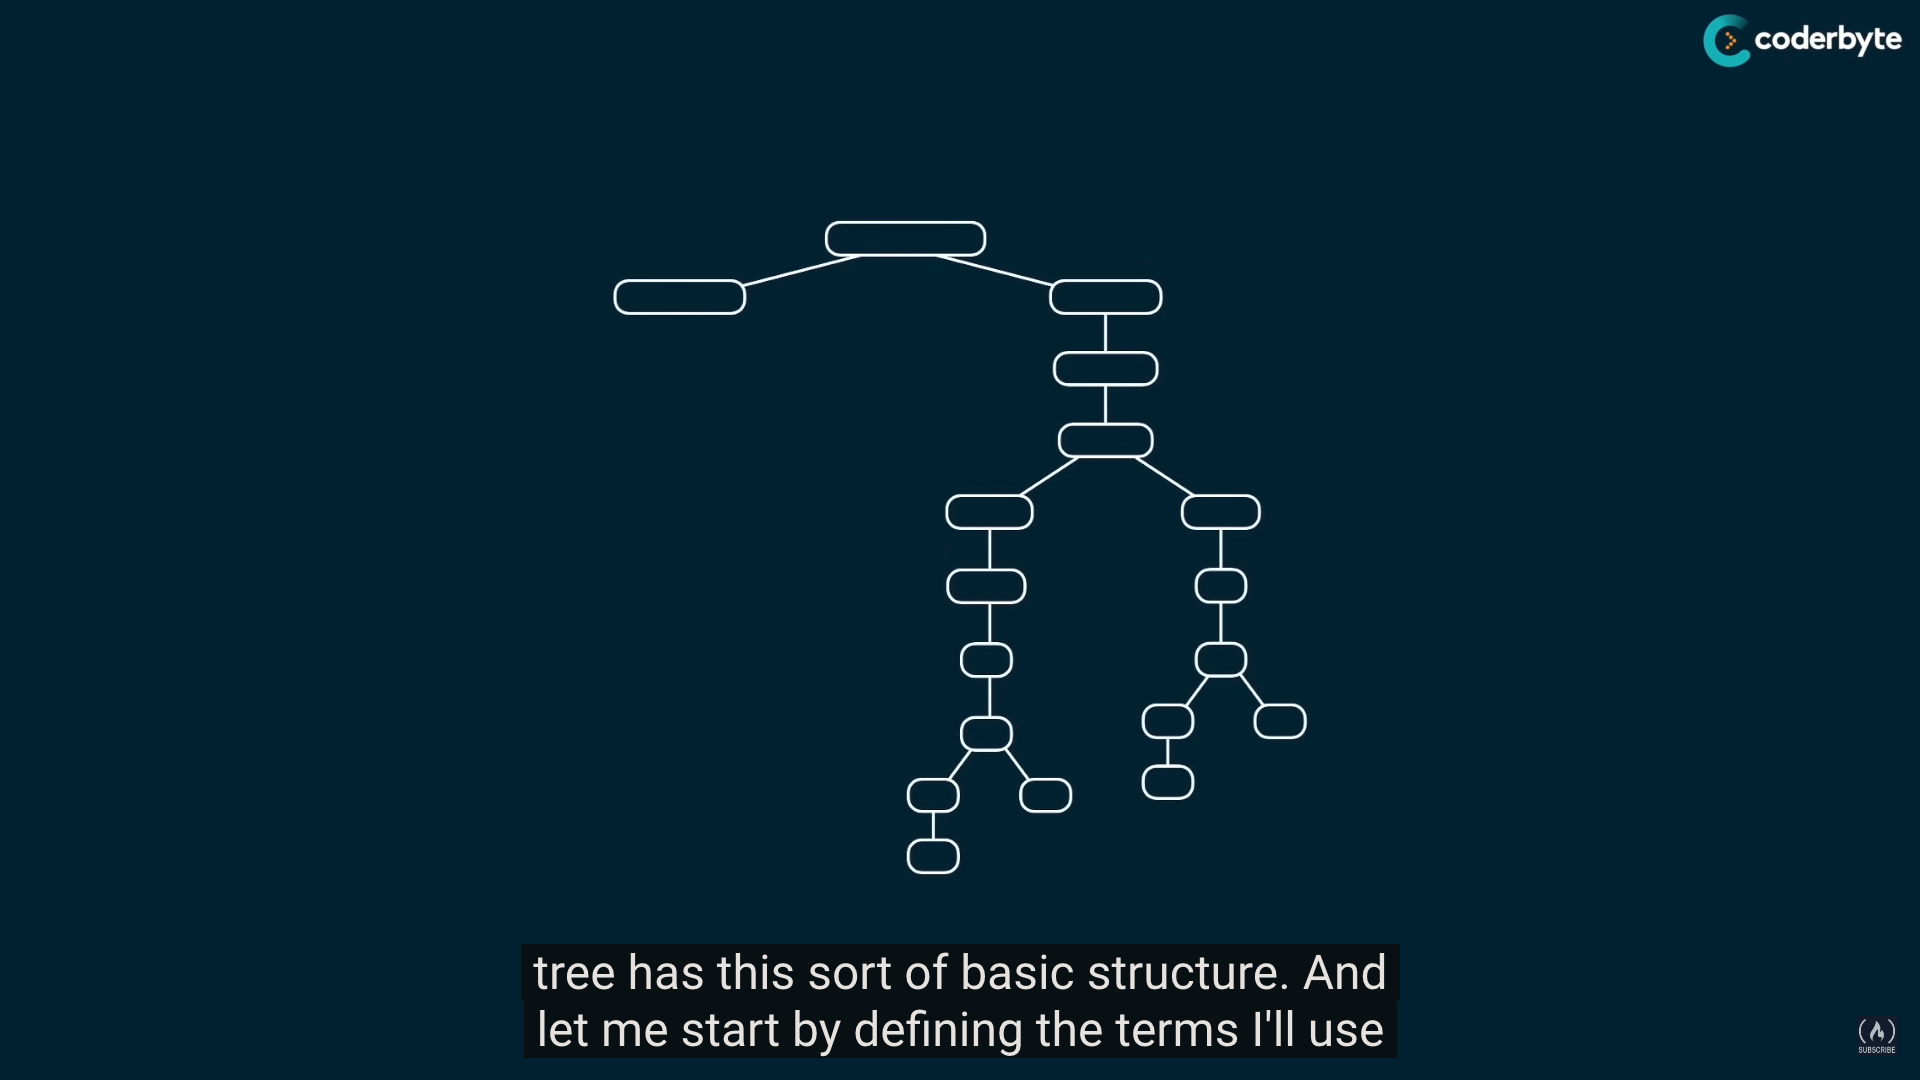 coderbyte
tree has this sort of basic structure. And
let me start by defining the terms I'll use
SUBSCRIBE